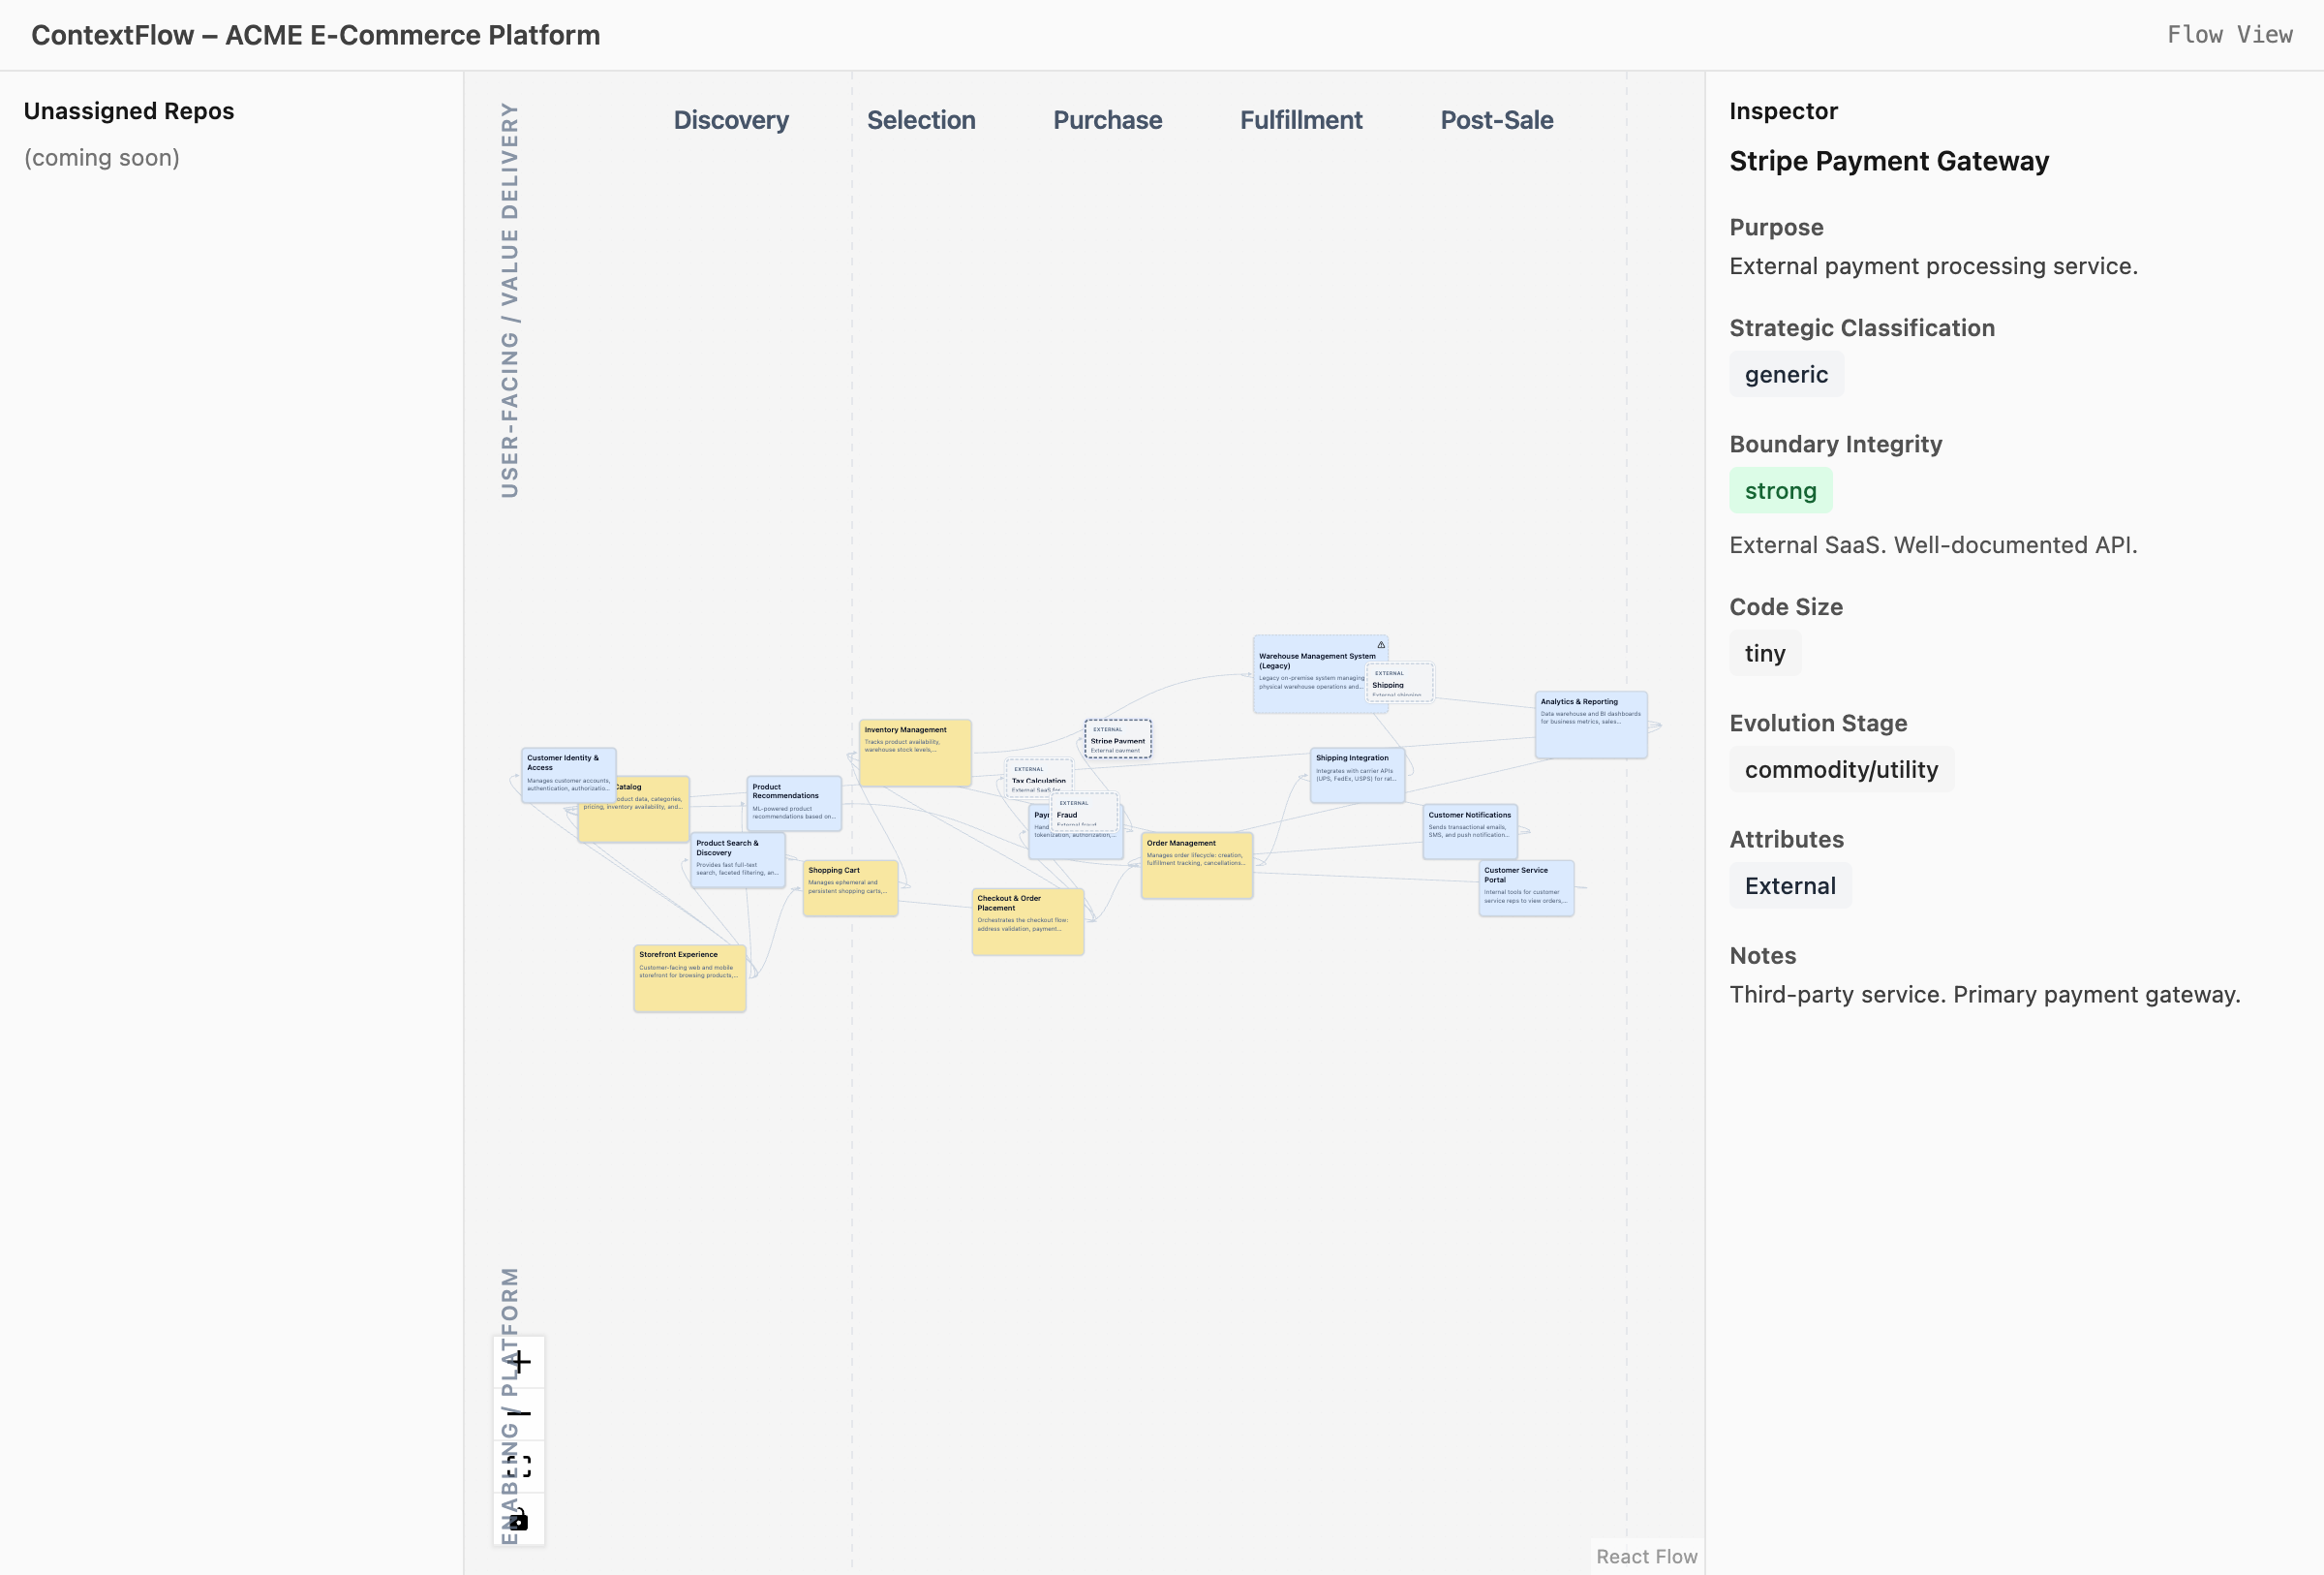 ContextFlow – ACME E-Commerce Platform
Flow View
Unassigned Repos
(coming soon)
USER-FACING / VALUE DELIVERY
ENABLING / PLATFORM
Discovery
Selection
Purchase
Fulfillment
Post-Sale
Warehouse Management System
(Legacy)
Legacy on-premise system managing
physical warehouse operations and...
EXTERNAL
Shipping
External shipping
Analytics & Reporting
Data warehouse and BI dashboards
for business metrics, sales...
Inventory Management
Tracks product availability,
warehouse stock levels,...
EXTERNAL
Stripe Payment
External payment
Customer Identity &
Access
Manages customer accounts,
authentication, authorizatio...
Catalog
product data, categories,
pricing, inventory availability, and...
Product
Recommendations
ML-powered product
recommendations based on...
EXTERNAL
Tax Calculation
External SaaS for
Shipping Integration
Integrates with carrier APIs
(UPS, FedEx, USPS) for rat...
EXTERNAL
Fraud
External fraud
Pay
Hand
tokenization, authorization,...
Customer Notifications
Sends transactional emails,
SMS, and push notification...
Product Search &
Discovery
Provides fast full-text
search, faceted filtering, an...
Order Management
Manages order lifecycle: creation,
fulfillment tracking, cancellations...
Shopping Cart
Manages ephemeral and
persistent shopping carts,...
Customer Service
Portal
Internal tools for customer
service reps to view orders,...
Checkout & Order
Placement
Orchestrates the checkout flow:
address validation, payment...
Storefront Experience
Customer-facing web and mobile
storefront for browsing products,...
React Flow
Inspector
Stripe Payment Gateway
Purpose
External payment processing service.
Strategic Classification
generic
Boundary Integrity
strong
External SaaS. Well-documented API.
Code Size
tiny
Evolution Stage
commodity/utility
Attributes
External
Notes
Third-party service. Primary payment gateway.